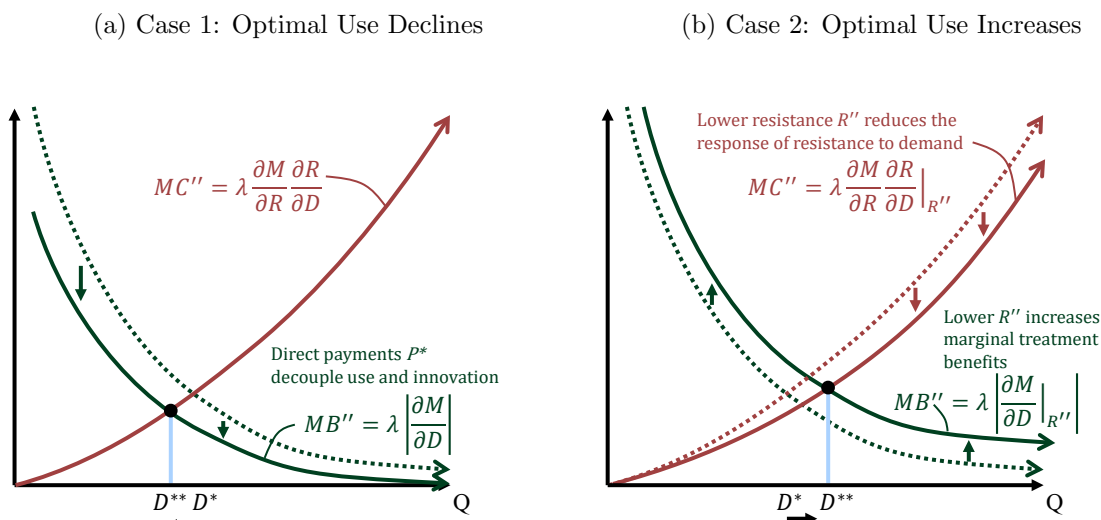 (a) Case 1: Optimal Use Declines
MC′′ = λ ∂M/∂R ∂R/∂D
Direct payments P*
decouple use and innovation
MB′′ = λ |∂M/∂D|
D** D*
Q
(b) Case 2: Optimal Use Increases
Lower resistance R′′ reduces the
response of resistance to demand
MC′′ = λ ∂M/∂R ∂R/∂D |R′′
Lower R′′ increases
marginal treatment
benefits
MB′′ = λ |∂M/∂D |R′′|
D* D**
Q